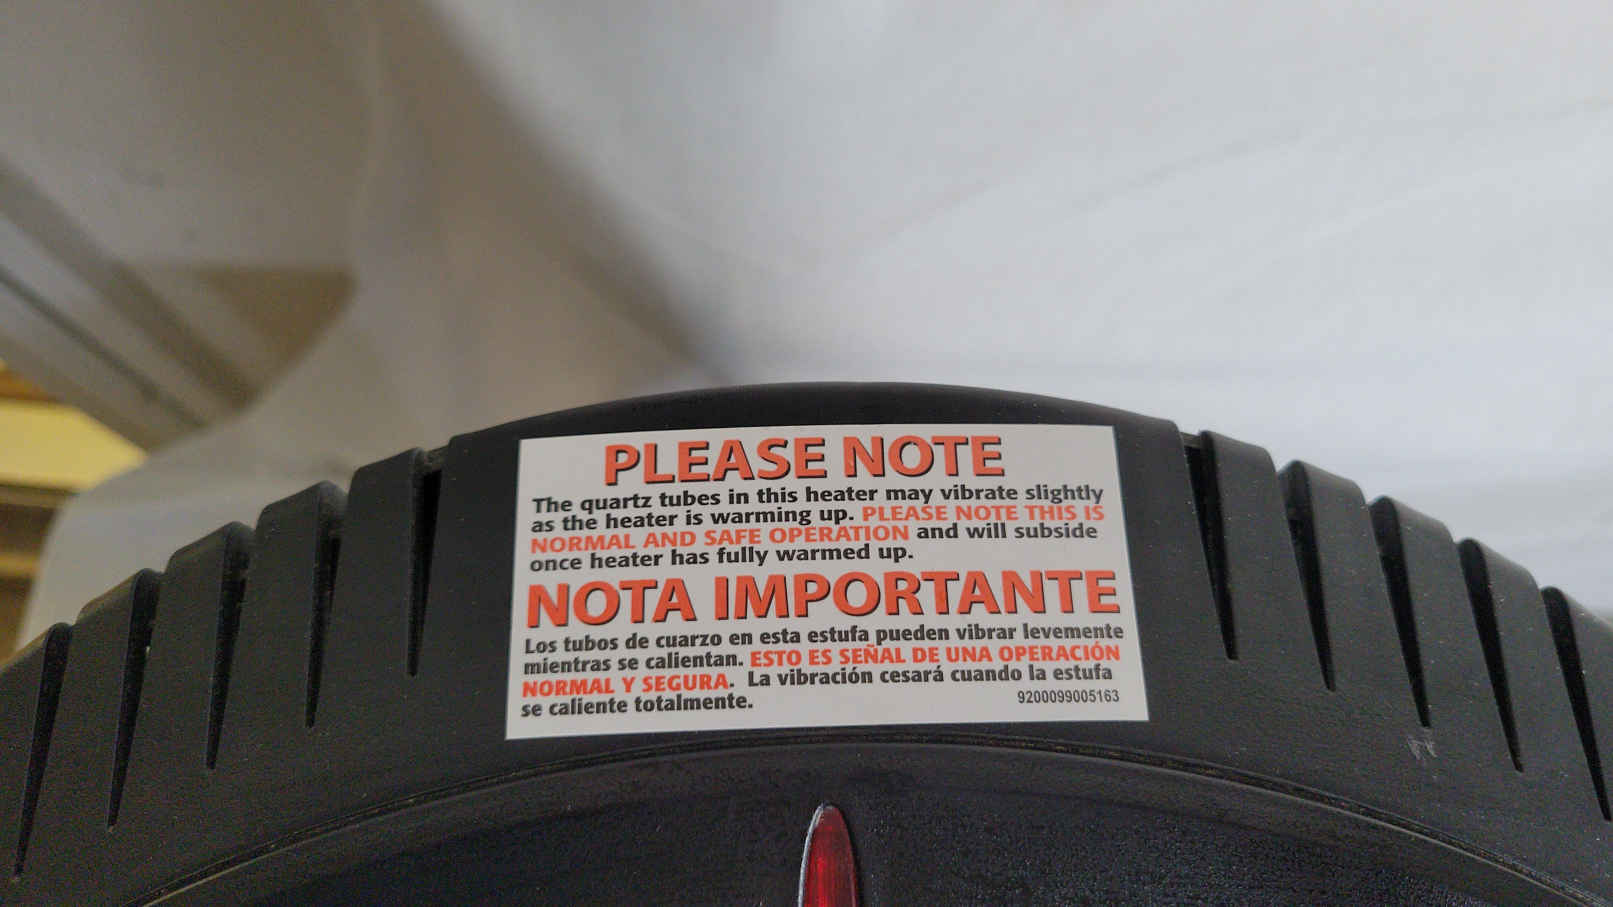 PLEASE NOTE
The quartz tubes in this heater may vibrate slightly
as the heater is warming up. PLEASE NOTE THIS IS
NORMAL AND SAFE OPERATION and will subside
once heater has fully warmed up.
NOTA IMPORTANTE
Los tubos de cuarzo en esta estufa pueden vibrar levemente
mientras se calientan. ESTO ES SEÑAL DE UNA OPERACIÓN
NORMAL Y SEGURA. La vibración cesará cuando la estufa
se caliente totalmente. 9200099005163